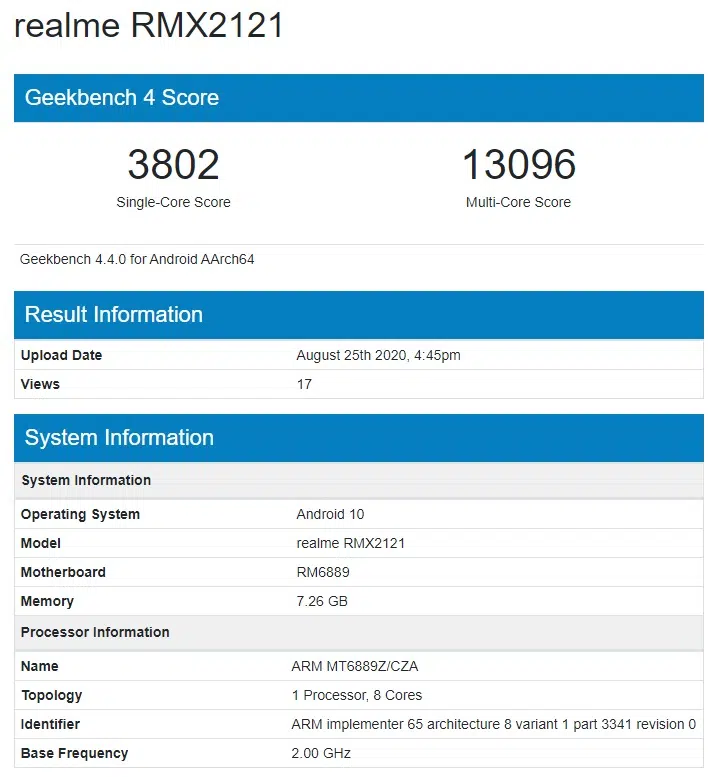 realme RMX2121
Geekbench 4 Score
3802 13096
Single-Core Score Multi-Core Score
Geekbench 4.4.0 for Android AArch64
Result Information
Upload Date August 25th 2020, 4:45pm
Views 17
System Information
System Information
Operating System Android 10
Model realme RMX2121
Motherboard RM6889
Memory 7.26 GB
Processor Information
Name ARM MT6889Z/CZA
Topology 1 Processor, 8 Cores
Identifier ARM implementer 65 architecture 8 variant 1 part 3341 revision 0
Base Frequency 2.00 GHz